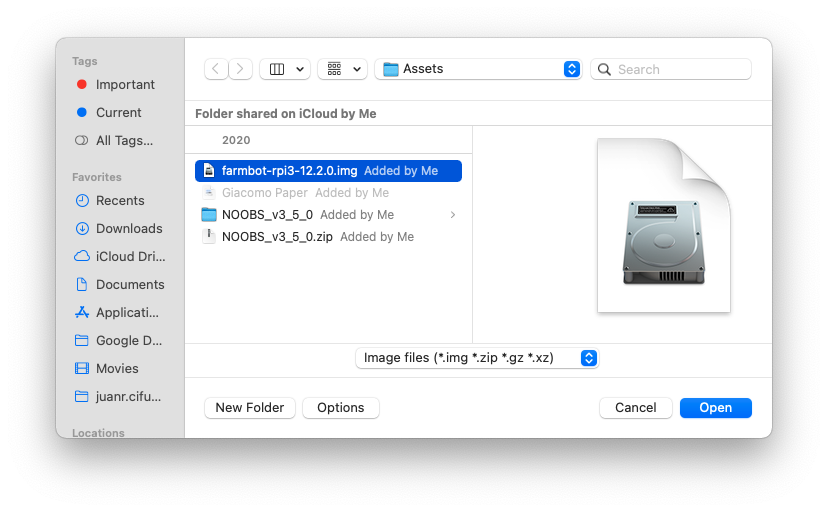 Tags
Important
Current
All Tags...
Favorites
Recents
Downloads
iCloud Dri...
Documents
Applicati...
Google D...
Movies
juanr.cifu...
Locations
Assets
Search
Folder shared on iCloud by Me
2020
farmbot-rpi3-12.2.0.img Added by Me
Giacomo Paper Added by Me
NOOBS_v3_5_0 Added by Me
NOOBS_v3_5_0.zip Added by Me
Image files (*.img *.zip *.gz *.xz)
New Folder
Options
Cancel
Open